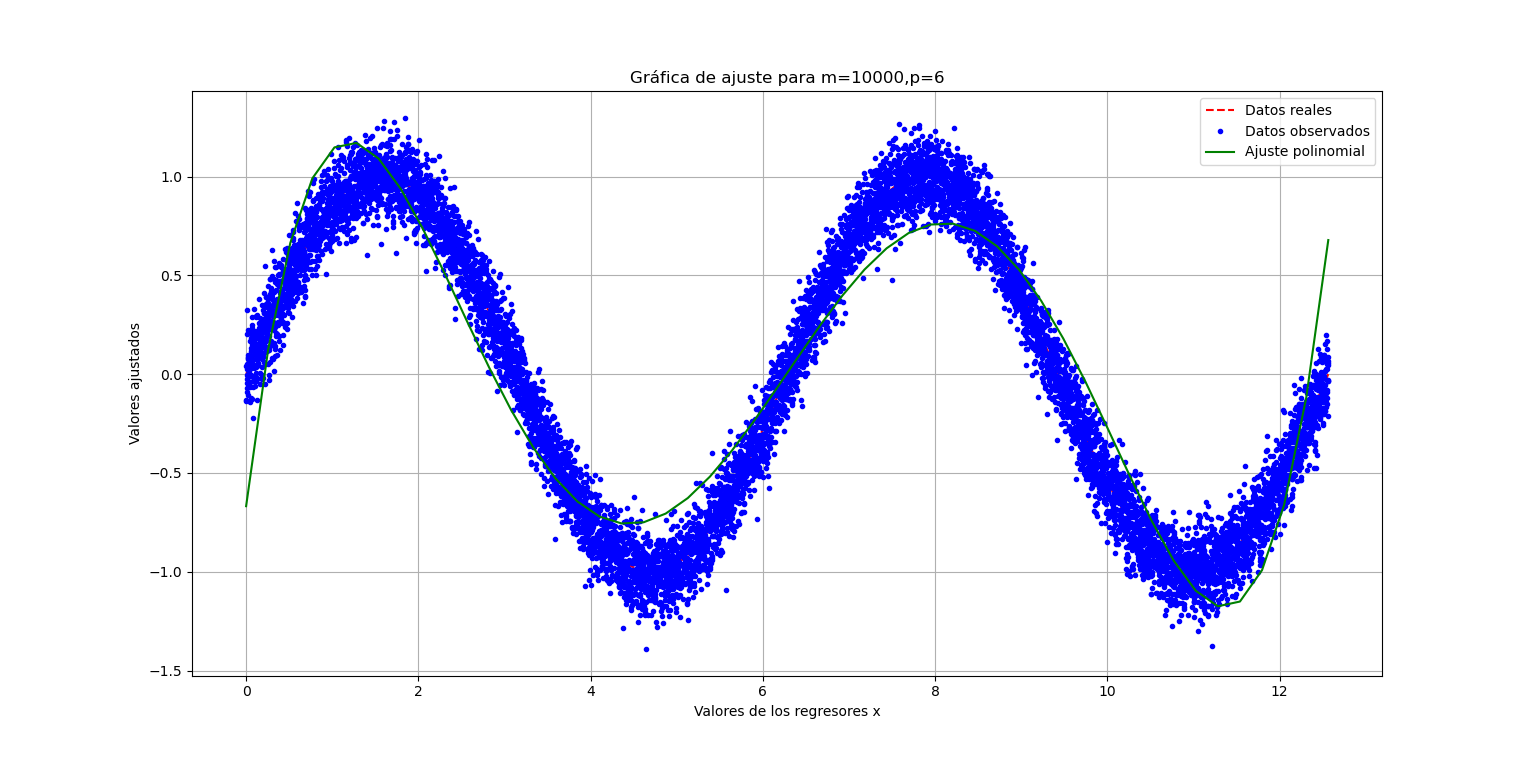 Gráfica de ajuste para m=10000,p=6
Datos reales
Datos observados
Ajuste polinomial
Valores ajustados
1.0
0.5
0.0
−0.5
−1.0
−1.5
0 2 4 6 8 10 12
Valores de los regresores x